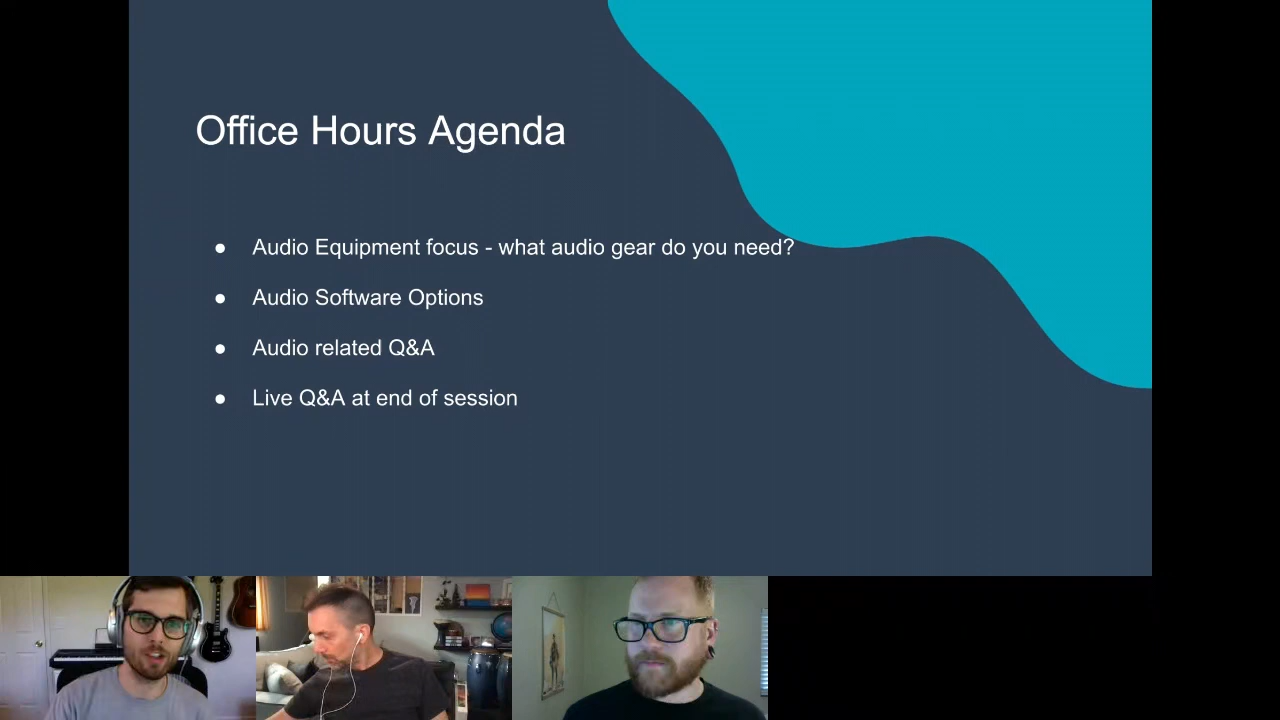 Office Hours Agenda
● Audio Equipment focus - what audio gear do you need?
● Audio Software Options
● Audio related Q&A
● Live Q&A at end of session